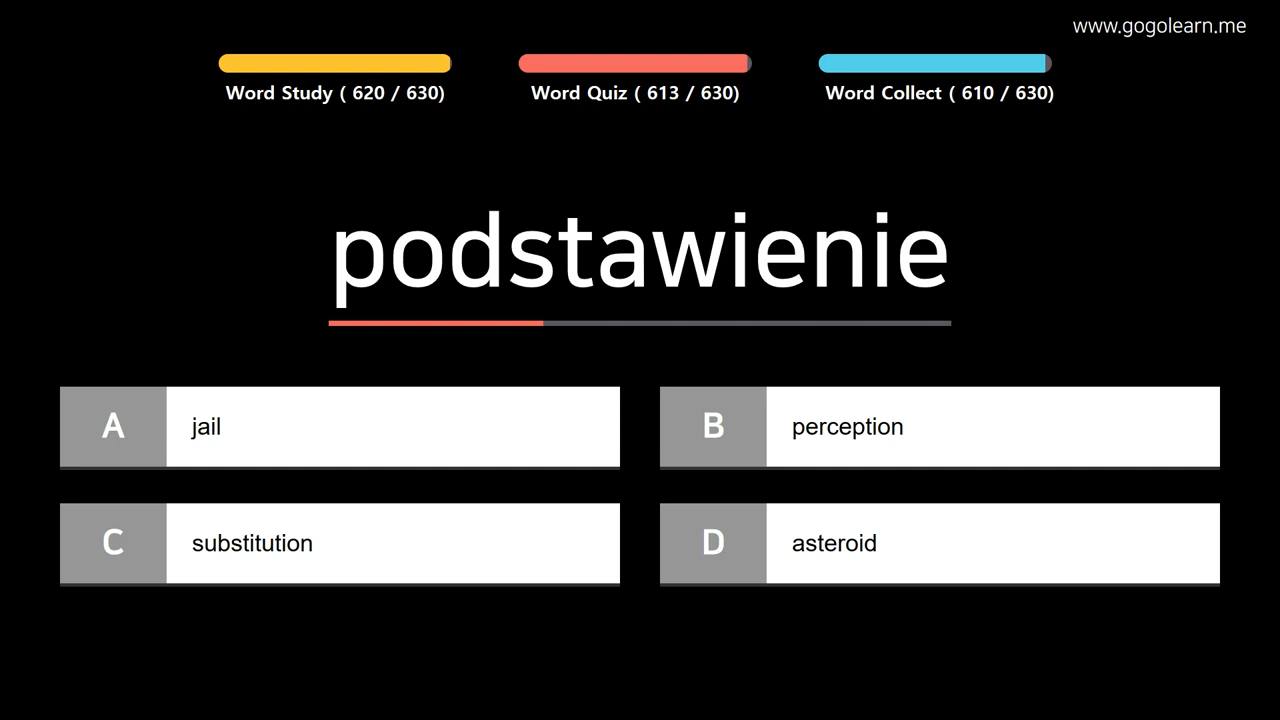 www.gogolearn.me
Word Study ( 620 / 630)
Word Quiz ( 613 / 630)
Word Collect ( 610 / 630)
podstawienie
A jail
B perception
C substitution
D asteroid